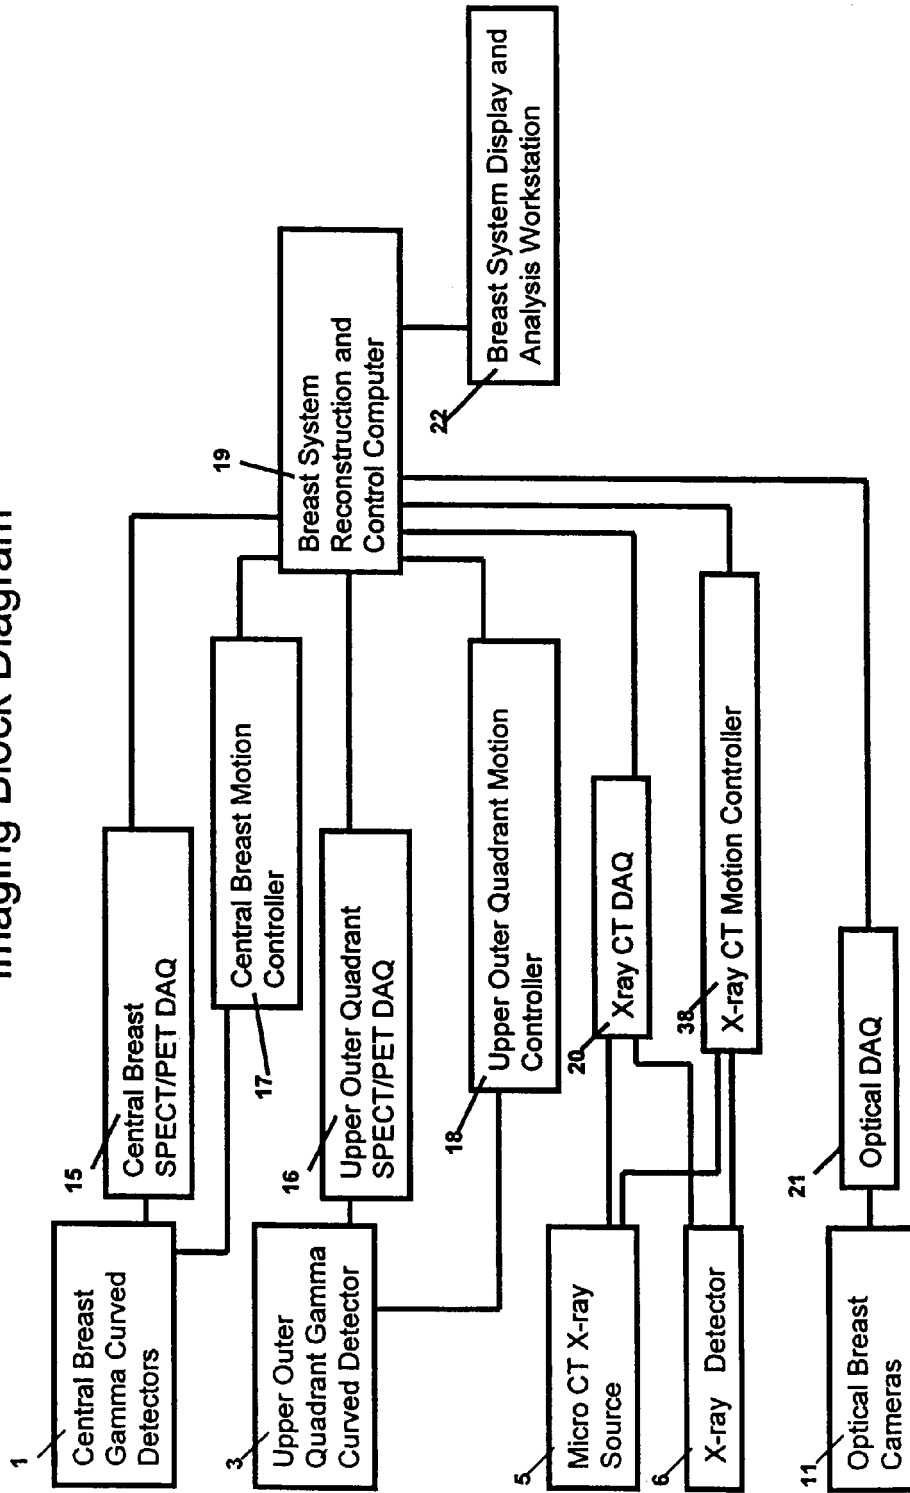 Imaging Block Diagram
1
Central Breast
Gamma Curved
Detectors
15
Central Breast
SPECT/PET DAQ
17
Central Breast Motion
Controller
3
Upper Outer
Quadrant Gamma
Curved Detector
16
Upper Outer Quadrant
SPECT/PET DAQ
18
Upper Outer Quadrant Motion
Controller
19
Breast System
Reconstruction and
Control Computer
22
Breast System Display and
Analysis Workstation
5
Micro CT X-ray
Source
20
Xray CT DAQ
6
X-ray Detector
38
X-ray CT Motion Controller
11
Optical Breast
Cameras
21
Optical DAQ